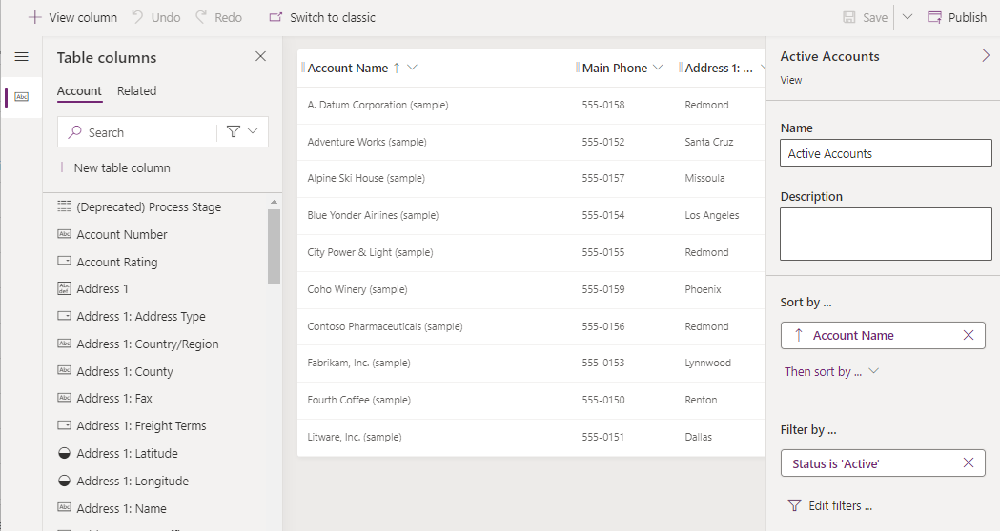 View column Undo Redo Switch to classic Save Publish
Table columns
Account Related
Search
New table column
(Deprecated) Process Stage
Account Number
Account Rating
Address 1
Address 1: Address Type
Address 1: Country/Region
Address 1: County
Address 1: Fax
Address 1: Freight Terms
Address 1: Latitude
Address 1: Longitude
Address 1: Name
Account Name Main Phone Address 1: ...
A. Datum Corporation (sample) 555-0158 Redmond
Adventure Works (sample) 555-0152 Santa Cruz
Alpine Ski House (sample) 555-0157 Missoula
Blue Yonder Airlines (sample) 555-0154 Los Angeles
City Power & Light (sample) 555-0155 Redmond
Coho Winery (sample) 555-0159 Phoenix
Contoso Pharmaceuticals (sample) 555-0156 Redmond
Fabrikam, Inc. (sample) 555-0153 Lynnwood
Fourth Coffee (sample) 555-0150 Renton
Litware, Inc. (sample) 555-0151 Dallas
Active Accounts
View
Name
Active Accounts
Description
Sort by ...
Account Name
Then sort by ...
Filter by ...
Status is 'Active'
Edit filters ...